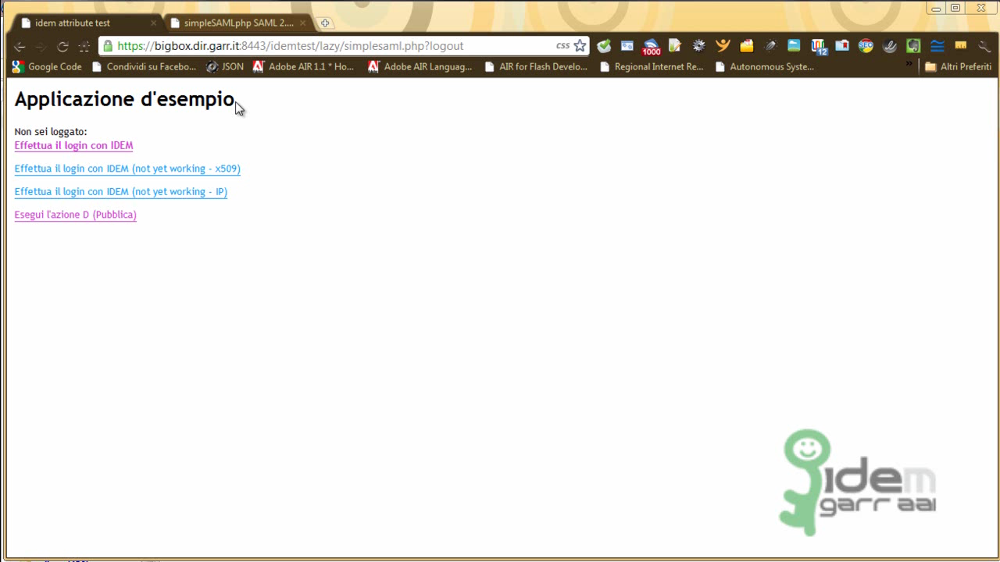 idem attribute test
simpleSAMLphp SAML 2....
https://bigbox.dir.garr.it:8443/idemtest/lazy/simplesaml.php?logout
css
1000
12
SEO
Google Code
Condividi su Facebo...
JSON
Adobe AIR 1.1 * Ho...
Adobe AIR Languag...
AIR for Flash Develo...
Regional Internet Re...
Autonomous Syste...
»
Altri Preferiti
Applicazione d'esempio
Non sei loggato:
Effettua il login con IDEM
Effettua il login con IDEM (not yet working - x509)
Effettua il login con IDEM (not yet working - IP)
Esegui l'azione D (Pubblica)
idem
garr aai